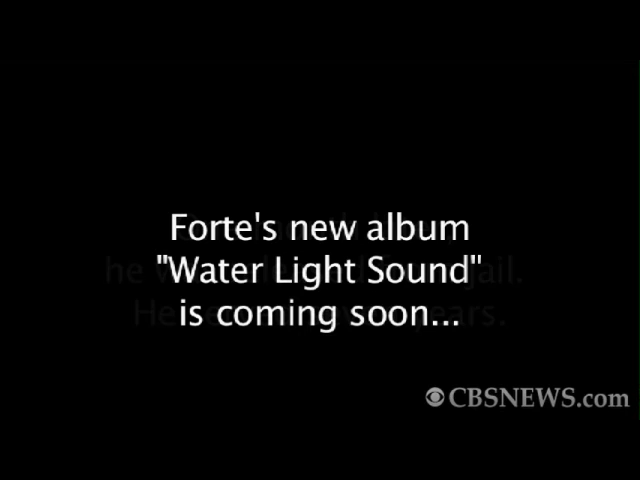 Forte's new album
"Water Light Sound"
is coming soon...
CBSNEWS.com